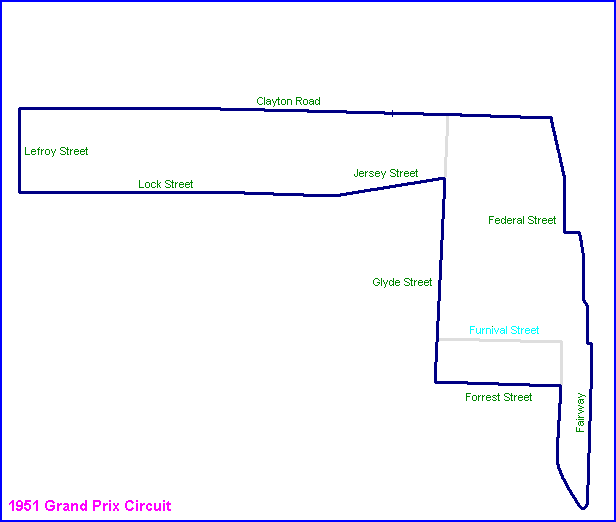 Clayton Road
Lefroy Street
Jersey Street
Lock Street
Federal Street
Glyde Street
Furnival Street
Forrest Street
Fairway
1951 Grand Prix Circuit